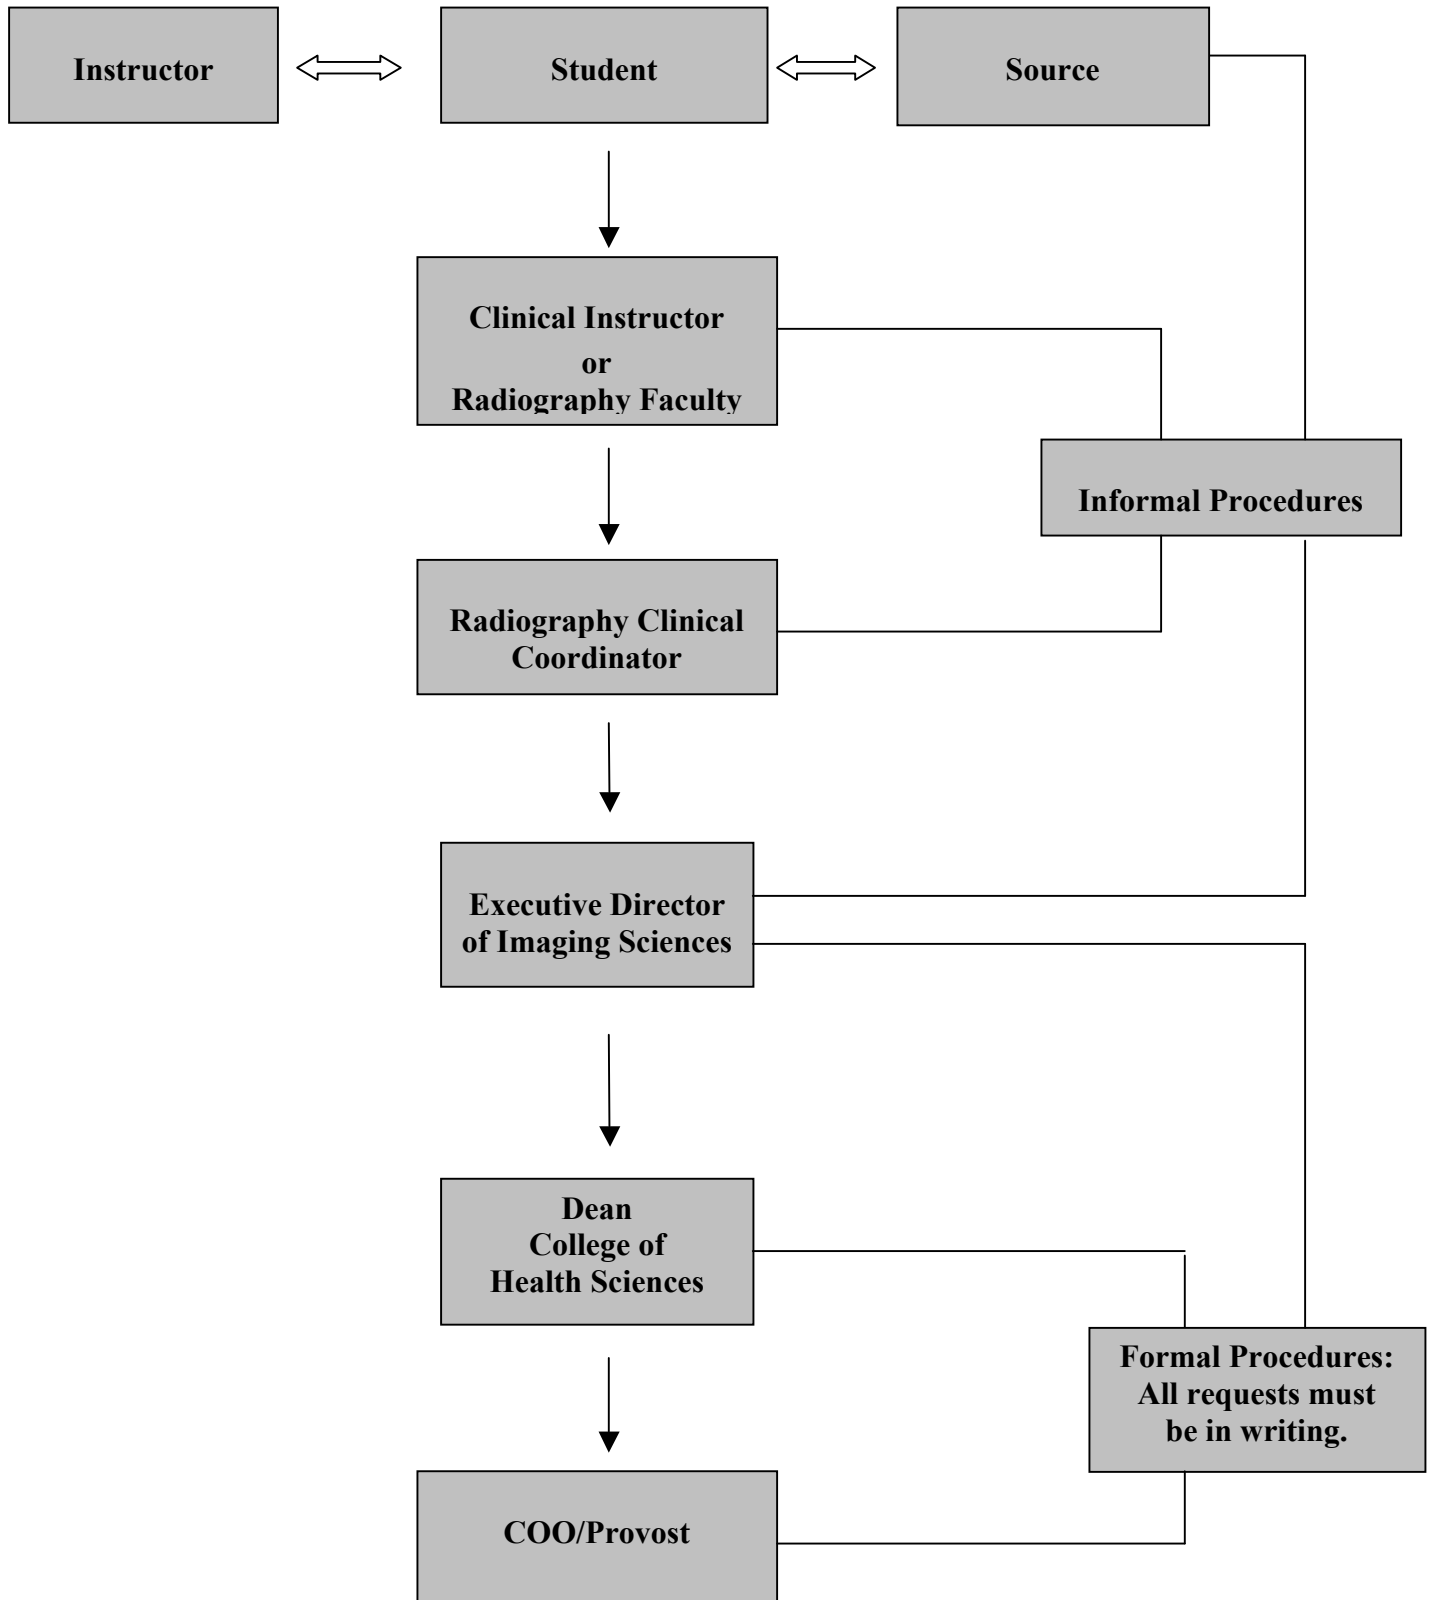 Instructor
Student
Source
Clinical Instructor
or
Radiography Faculty
Informal Procedures
Radiography Clinical
Coordinator
Executive Director
of Imaging Sciences
Dean
College of
Health Sciences
Formal Procedures:
All requests must
be in writing.
COO/Provost